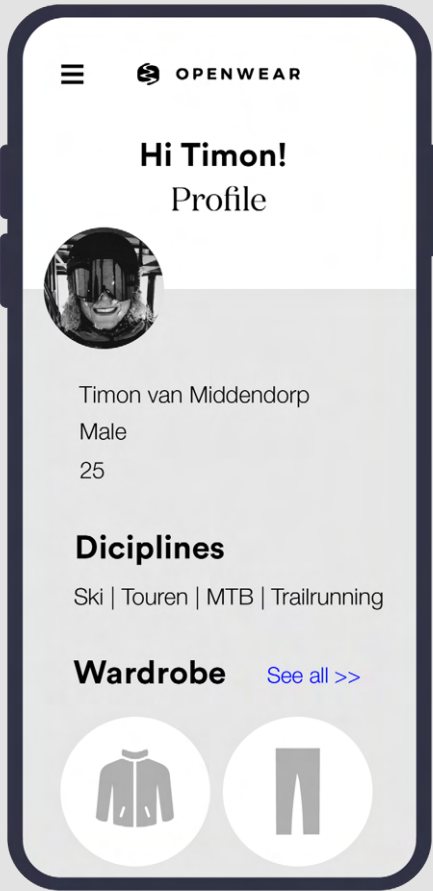 OPENWEAR
Hi Timon!
Profile
Timon van Middendorp
Male
25
Diciplines
Ski | Touren | MTB | Trailrunning
Wardrobe See all >>